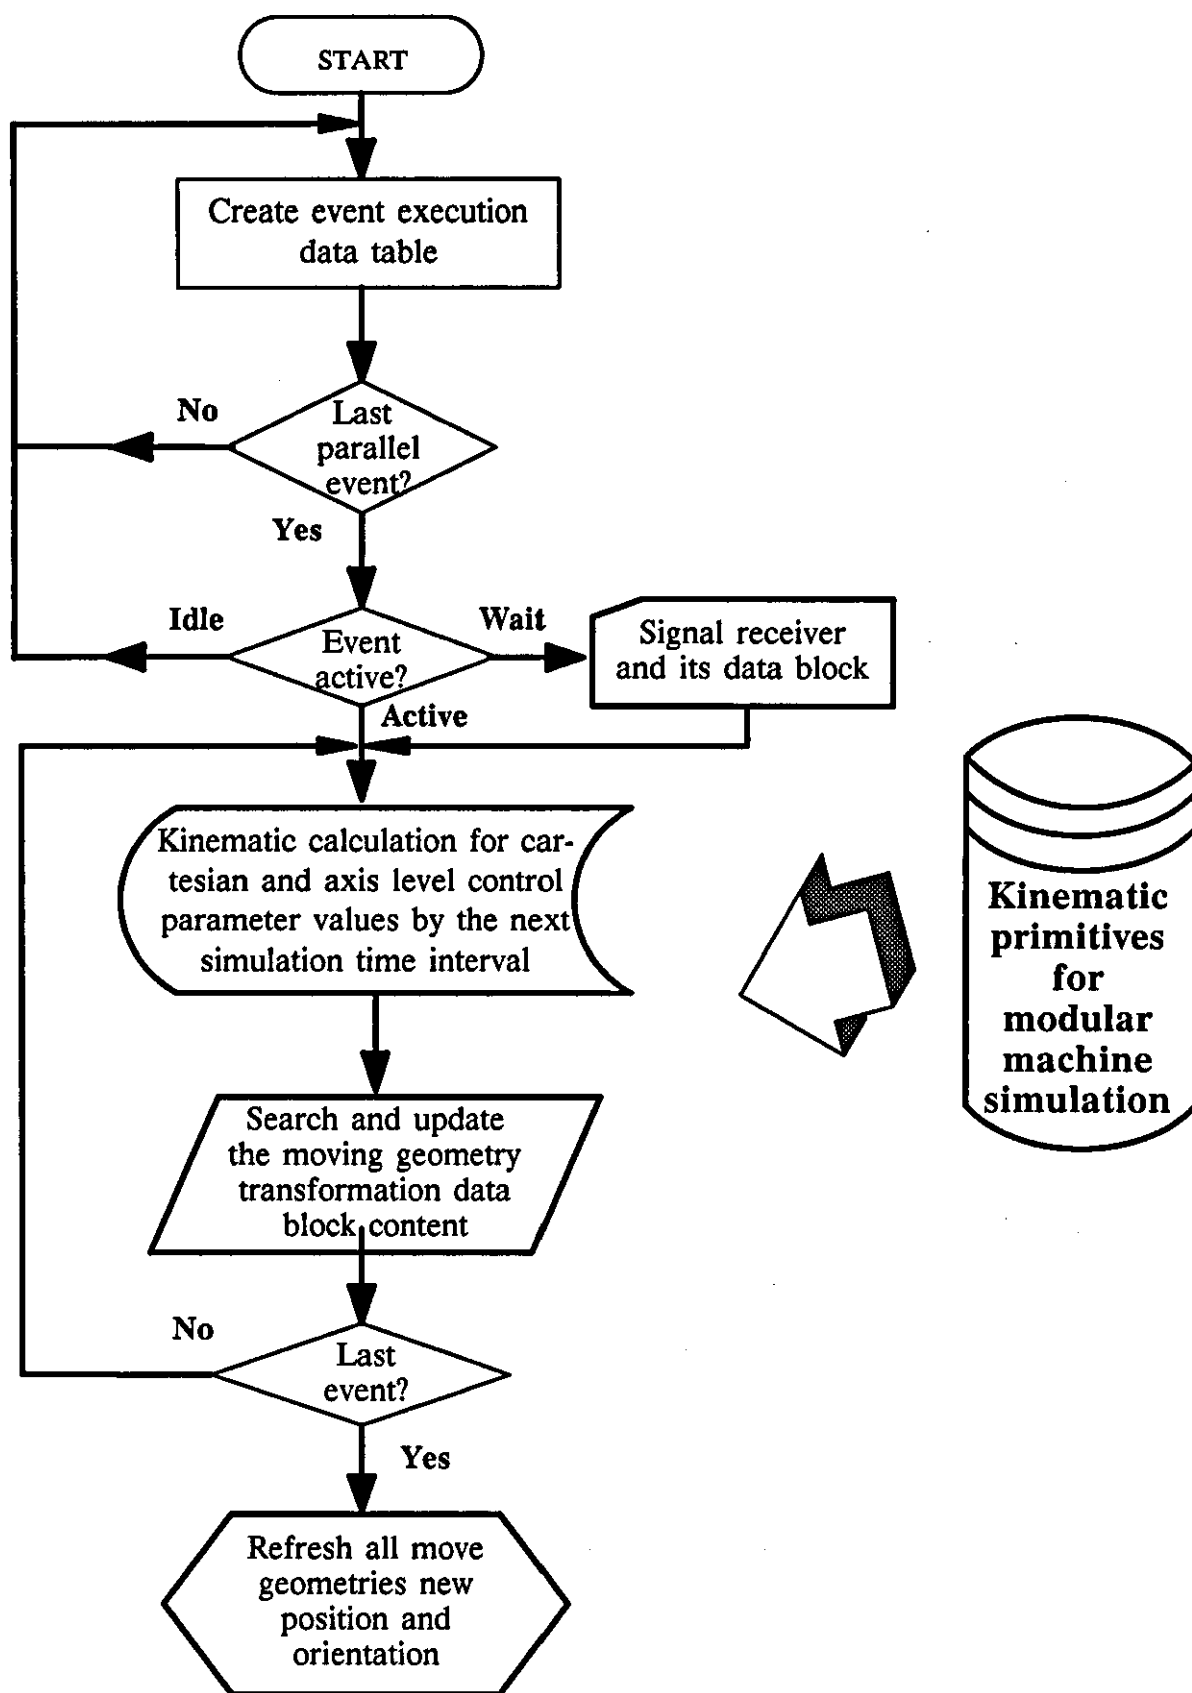 START
Create event execution
data table
No
Last
parallel
event?
Yes
Idle
Event
active?
Wait
Signal receiver
and its data block
Active
Kinematic calculation for car-
tesian and axis level control
parameter values by the next
simulation time interval
Kinematic
primitives
for
modular
machine
simulation
Search and update
the moving geometry
transformation data
block content
No
Last
event?
Yes
Refresh all move
geometries new
position and
orientation